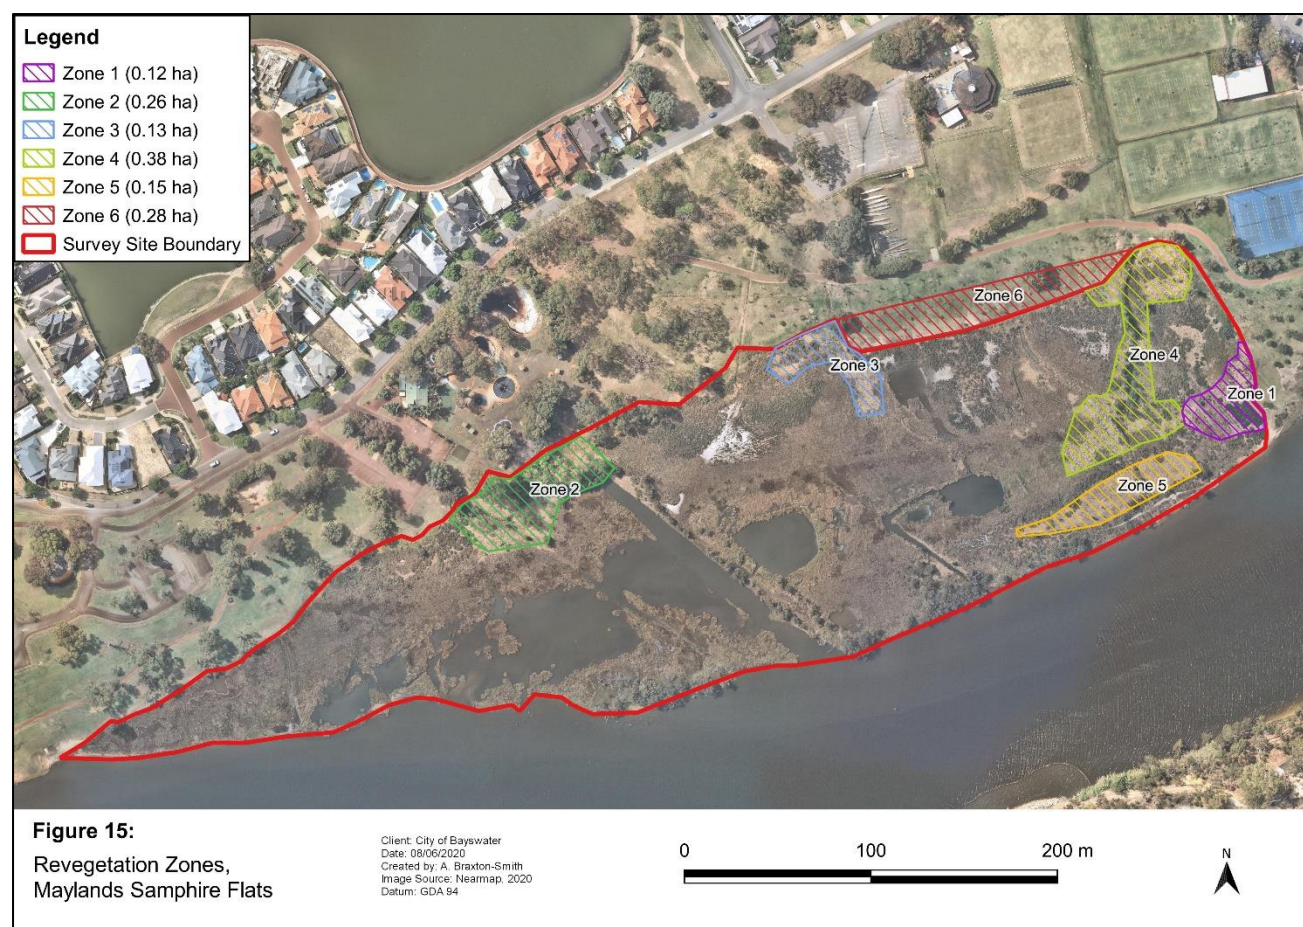 Legend
Zone 1 (0.12 ha)
Zone 2 (0.26 ha)
Zone 3 (0.13 ha)
Zone 4 (0.38 ha)
Zone 5 (0.15 ha)
Zone 6 (0.28 ha)
Survey Site Boundary
Zone 6
Zone 4
Zone 3
Zone 1
Zone 2
Zone 5
Figure 15:
Revegetation Zones,
Maylands Samphire Flats
Client: City of Bayswater
Date: 08/06/2020
Created by: A. Braxton-Smith
Image Source: Nearmap, 2020
Datum: GDA 94
0 100 200 m
N